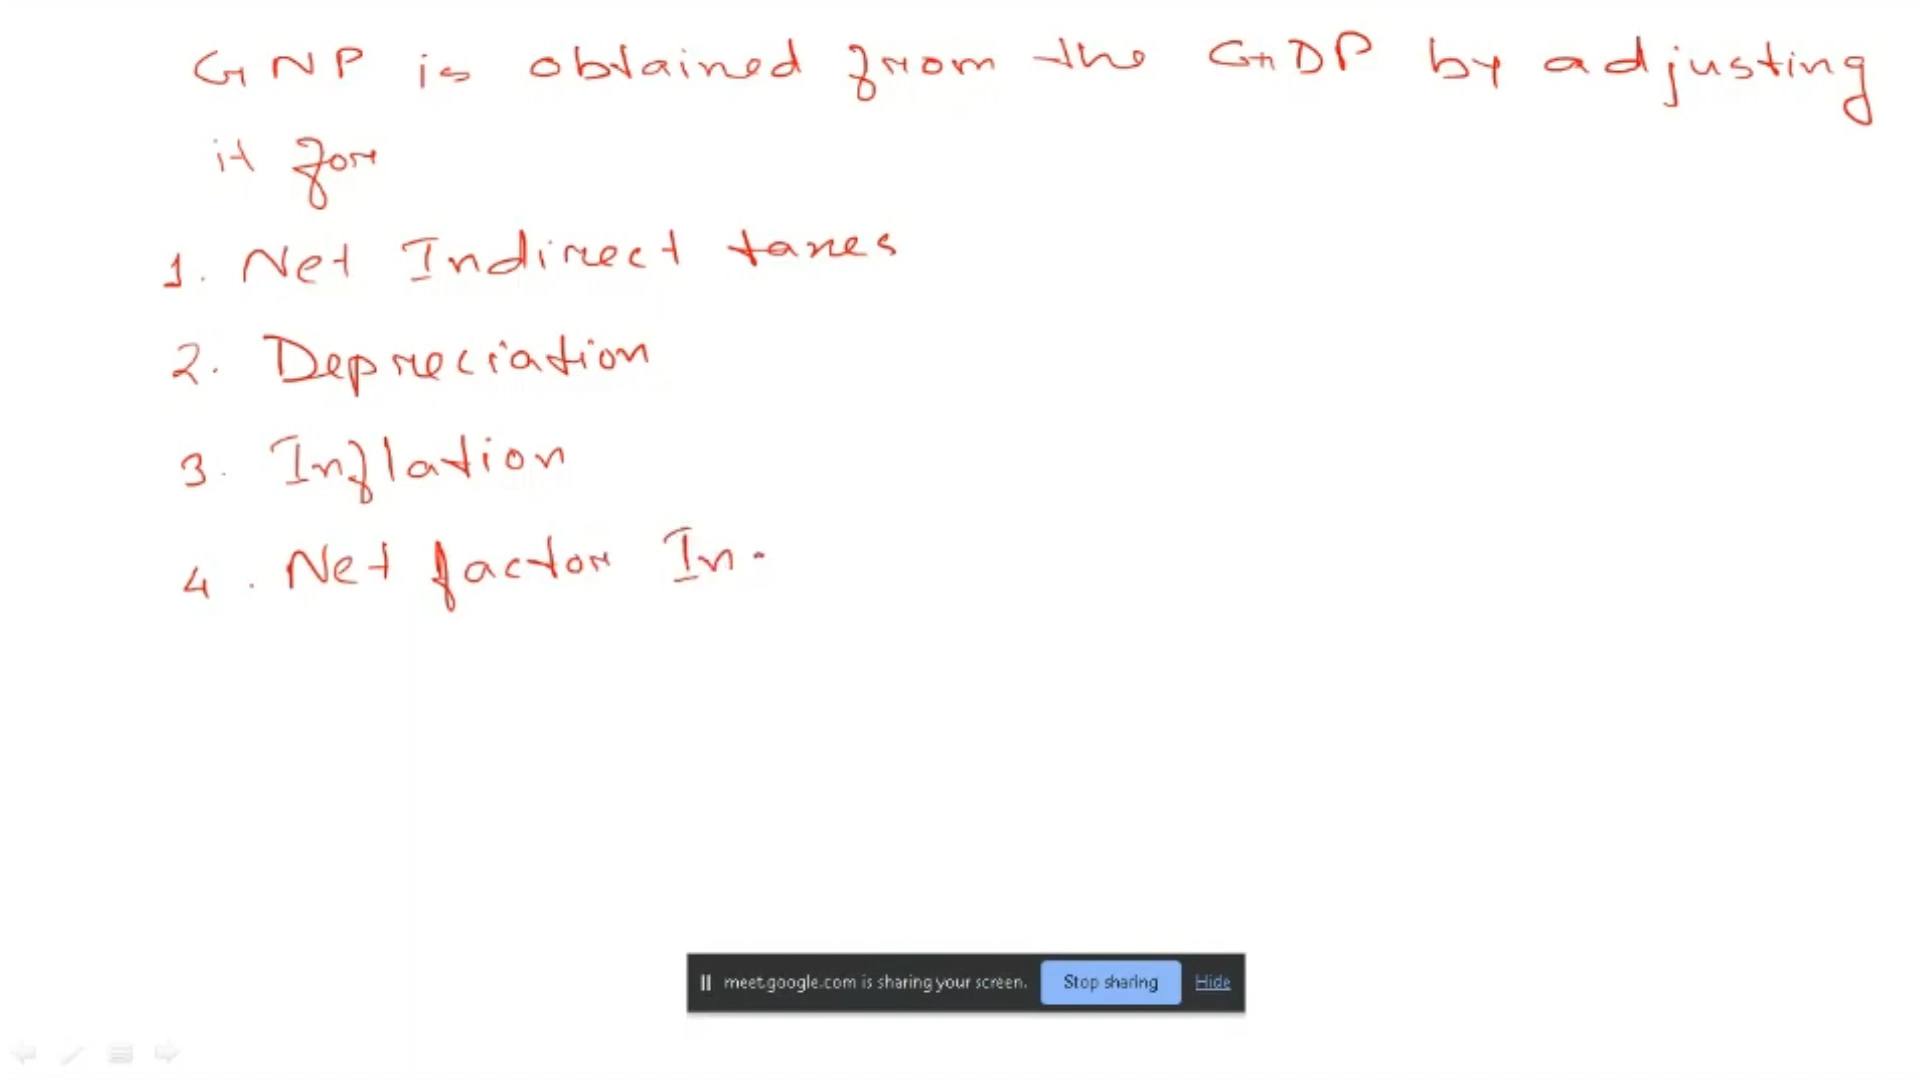 GNP is obtained from the GDP by adjusting
it for
1. Net Indirect taxes
2. Depreciation
3. Inflation
4. Net factor In.
meet.google.com is sharing your screen. Stop sharing Hide